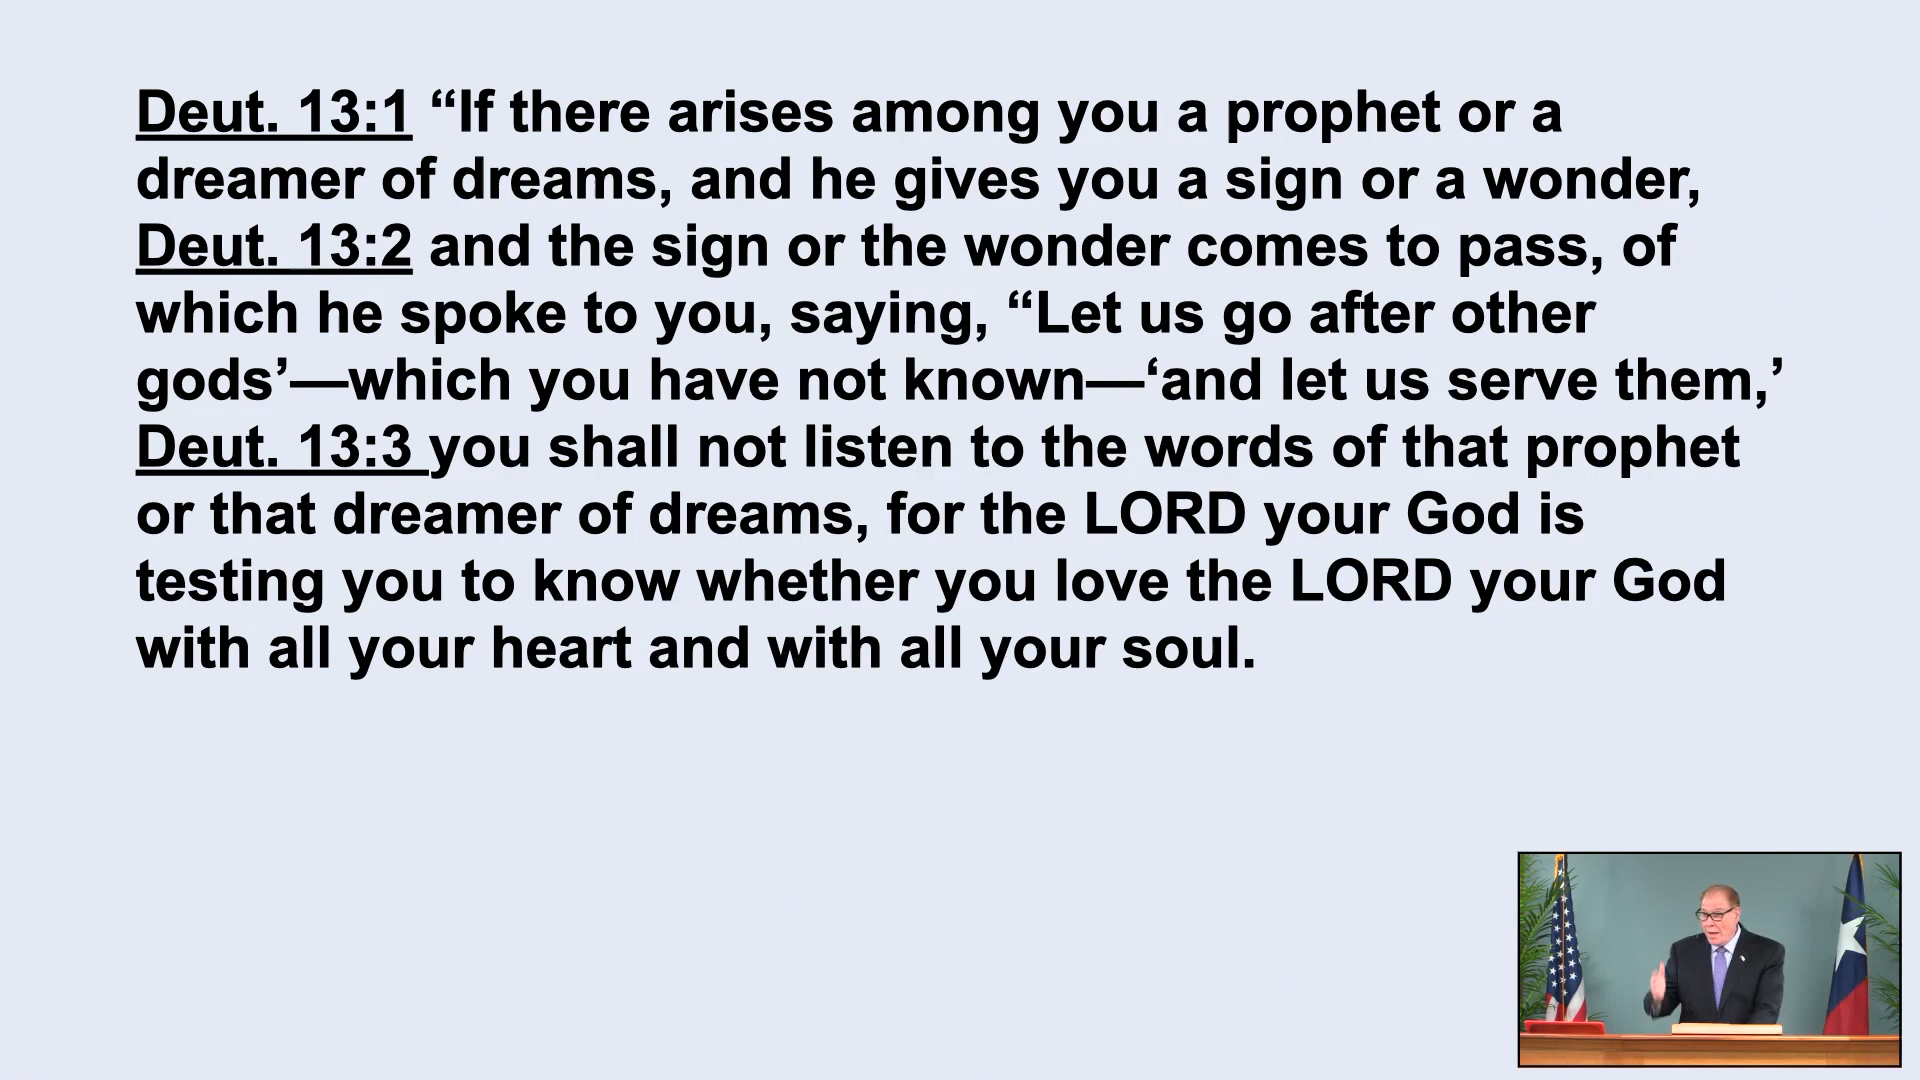 Deut. 13:1 “If there arises among you a prophet or a
dreamer of dreams, and he gives you a sign or a wonder,
Deut. 13:2 and the sign or the wonder comes to pass, of
which he spoke to you, saying, “Let us go after other
gods’—which you have not known—‘and let us serve them,’
Deut. 13:3 you shall not listen to the words of that prophet
or that dreamer of dreams, for the LORD your God is
testing you to know whether you love the LORD your God
with all your heart and with all your soul.